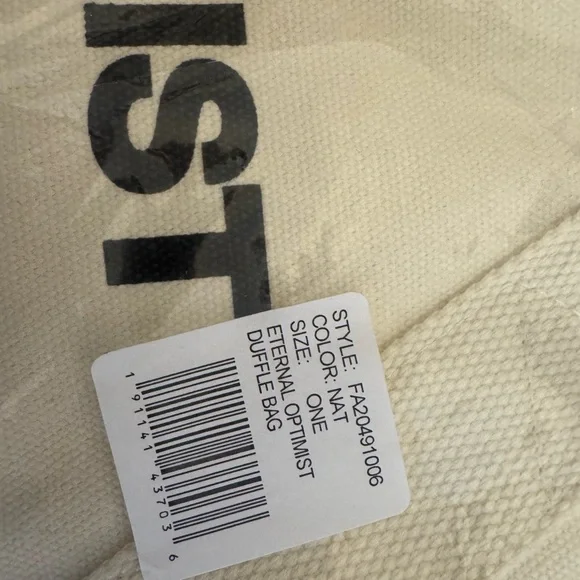 IST
STYLE: FA20491006
COLOR: NAT
SIZE: ONE
ETERNAL OPTIMIST
DUFFLE BAG
1 91141 43703 6